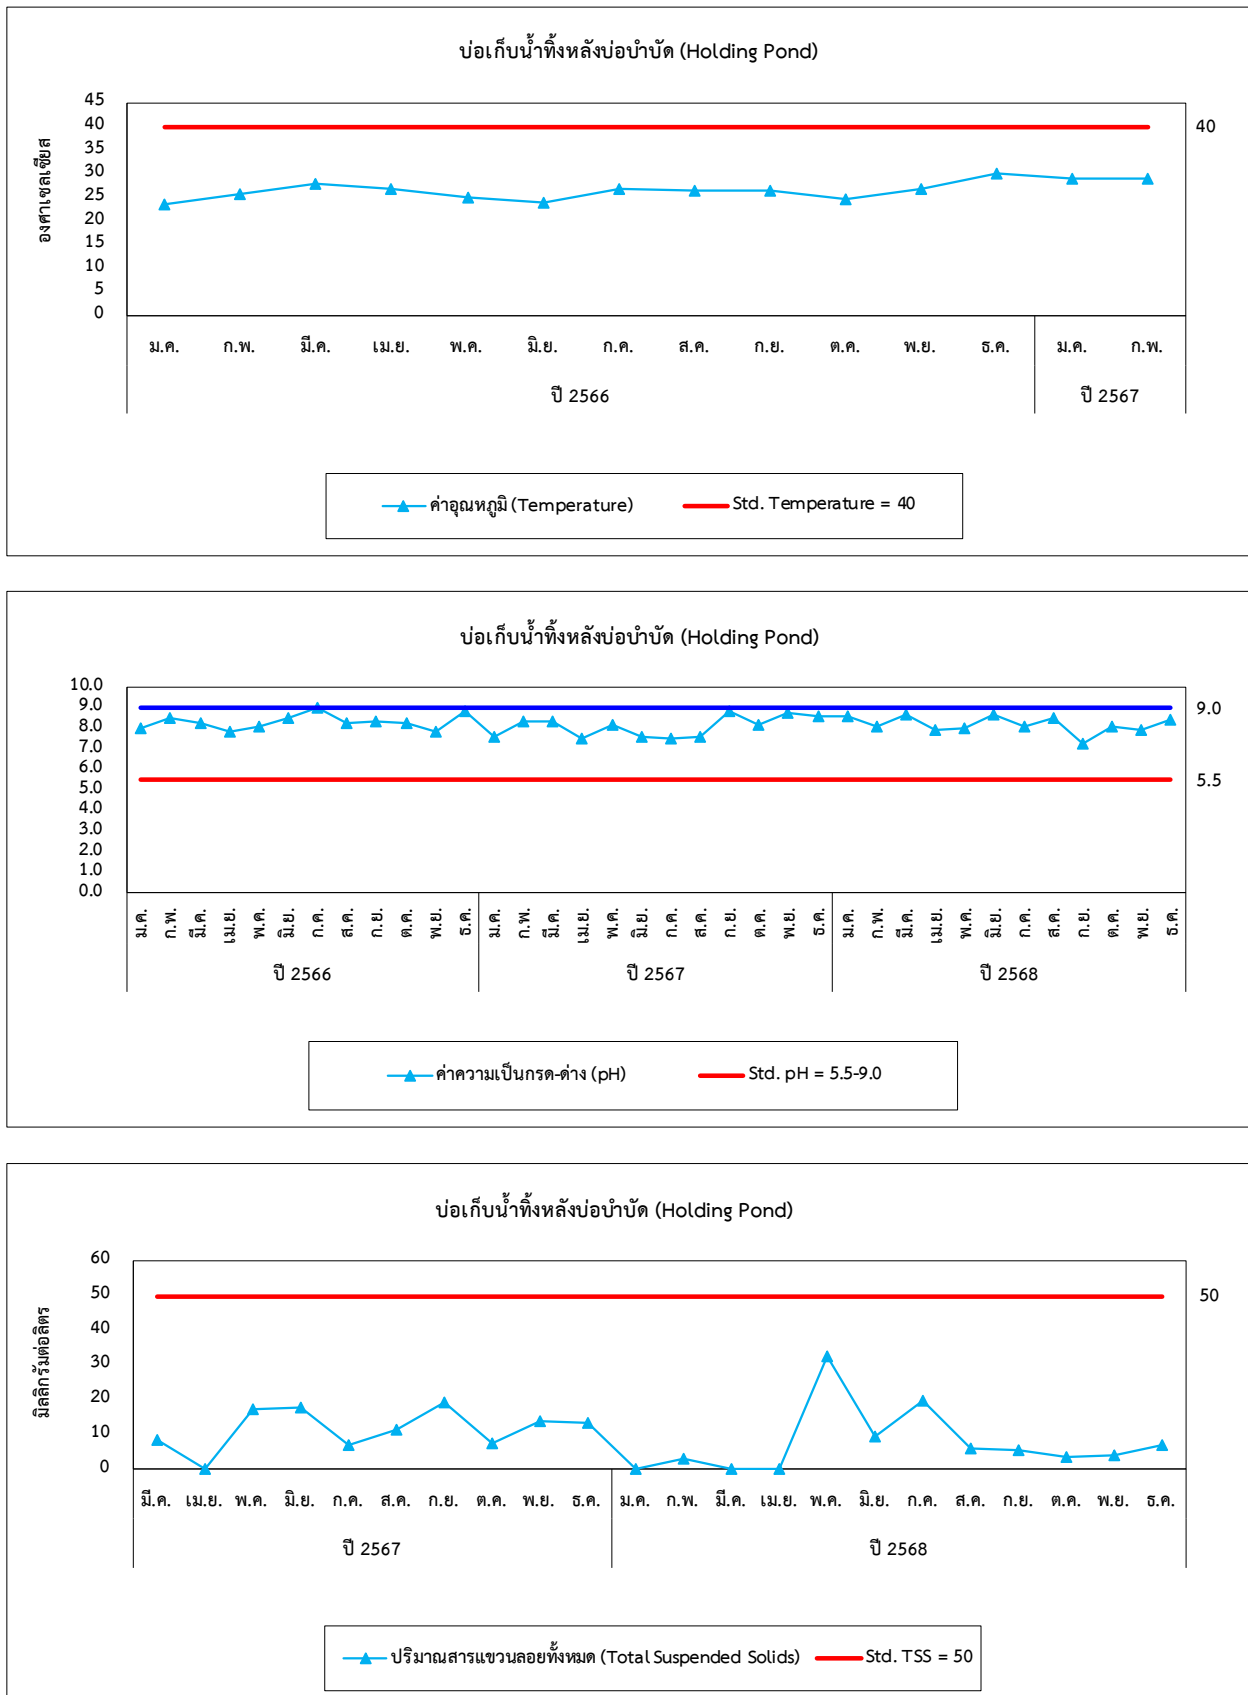 บ่อเก็บน้ำทิ้งหลังบ่อบำบัด (Holding Pond)
องศาเซลเซียส
45
40
35
30
25
20
15
10
5
0
40
ม.ค. ก.พ. มี.ค. เม.ย. พ.ค. มิ.ย. ก.ค. ส.ค. ก.ย. ต.ค. พ.ย. ธ.ค. ม.ค. ก.พ.
ปี 2566 ปี 2567
ค่าอุณหภูมิ (Temperature) Std. Temperature = 40
บ่อเก็บน้ำทิ้งหลังบ่อบำบัด (Holding Pond)
10.0
9.0
8.0
7.0
6.0
5.0
4.0
3.0
2.0
1.0
0.0
9.0
5.5
ม.ค. ก.พ. มี.ค. เม.ย. พ.ค. มิ.ย. ก.ค. ส.ค. ก.ย. ต.ค. พ.ย. ธ.ค. ม.ค. ก.พ. มี.ค. เม.ย. พ.ค. มิ.ย. ก.ค. ส.ค. ก.ย. ต.ค. พ.ย. ธ.ค. ม.ค. ก.พ. มี.ค. เม.ย. พ.ค. มิ.ย. ก.ค. ส.ค. ก.ย. ต.ค. พ.ย. ธ.ค.
ปี 2566 ปี 2567 ปี 2568
ค่าความเป็นกรด-ด่าง (pH) Std. pH = 5.5-9.0
บ่อเก็บน้ำทิ้งหลังบ่อบำบัด (Holding Pond)
มิลลิกรัมต่อลิตร
60
50
40
30
20
10
0
50
มี.ค. เม.ย. พ.ค. มิ.ย. ก.ค. ส.ค. ก.ย. ต.ค. พ.ย. ธ.ค. ม.ค. ก.พ. มี.ค. เม.ย. พ.ค. มิ.ย. ก.ค. ส.ค. ก.ย. ต.ค. พ.ย. ธ.ค.
ปี 2567 ปี 2568
ปริมาณสารแขวนลอยทั้งหมด (Total Suspended Solids) Std. TSS = 50